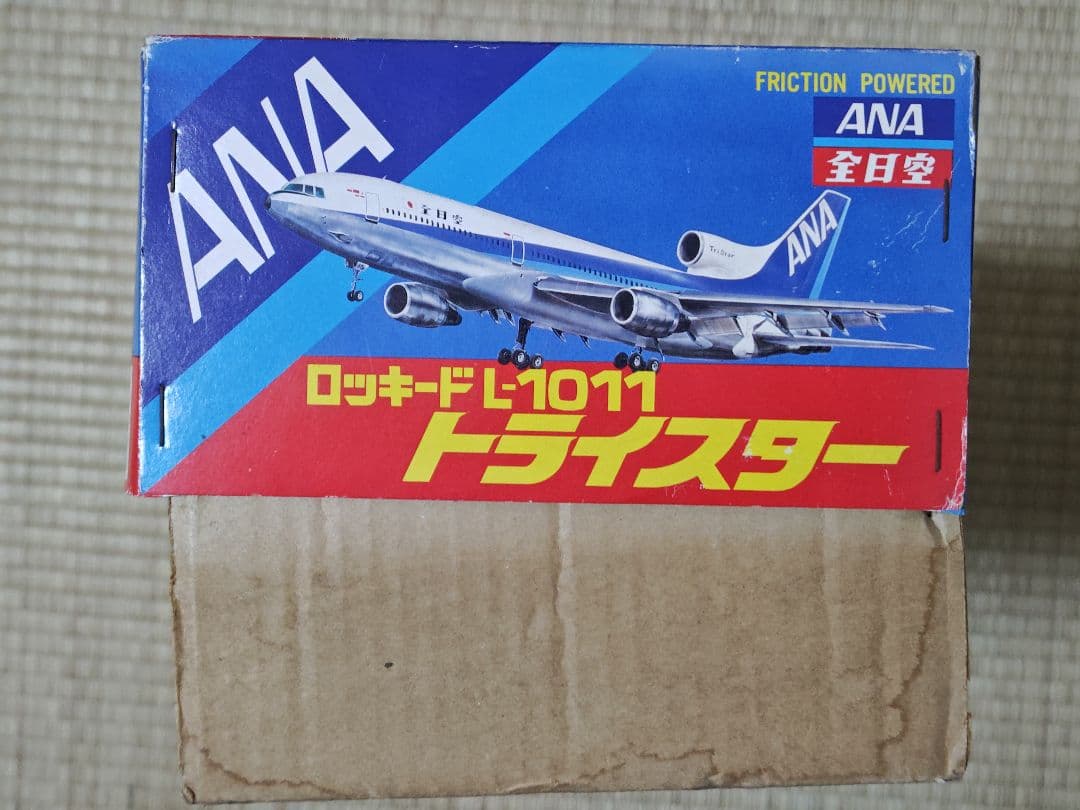 ANA
FRICTION POWERED
ANA
全日空
全日空
TriStar
ANA
ロッキード L-1011
トライスター